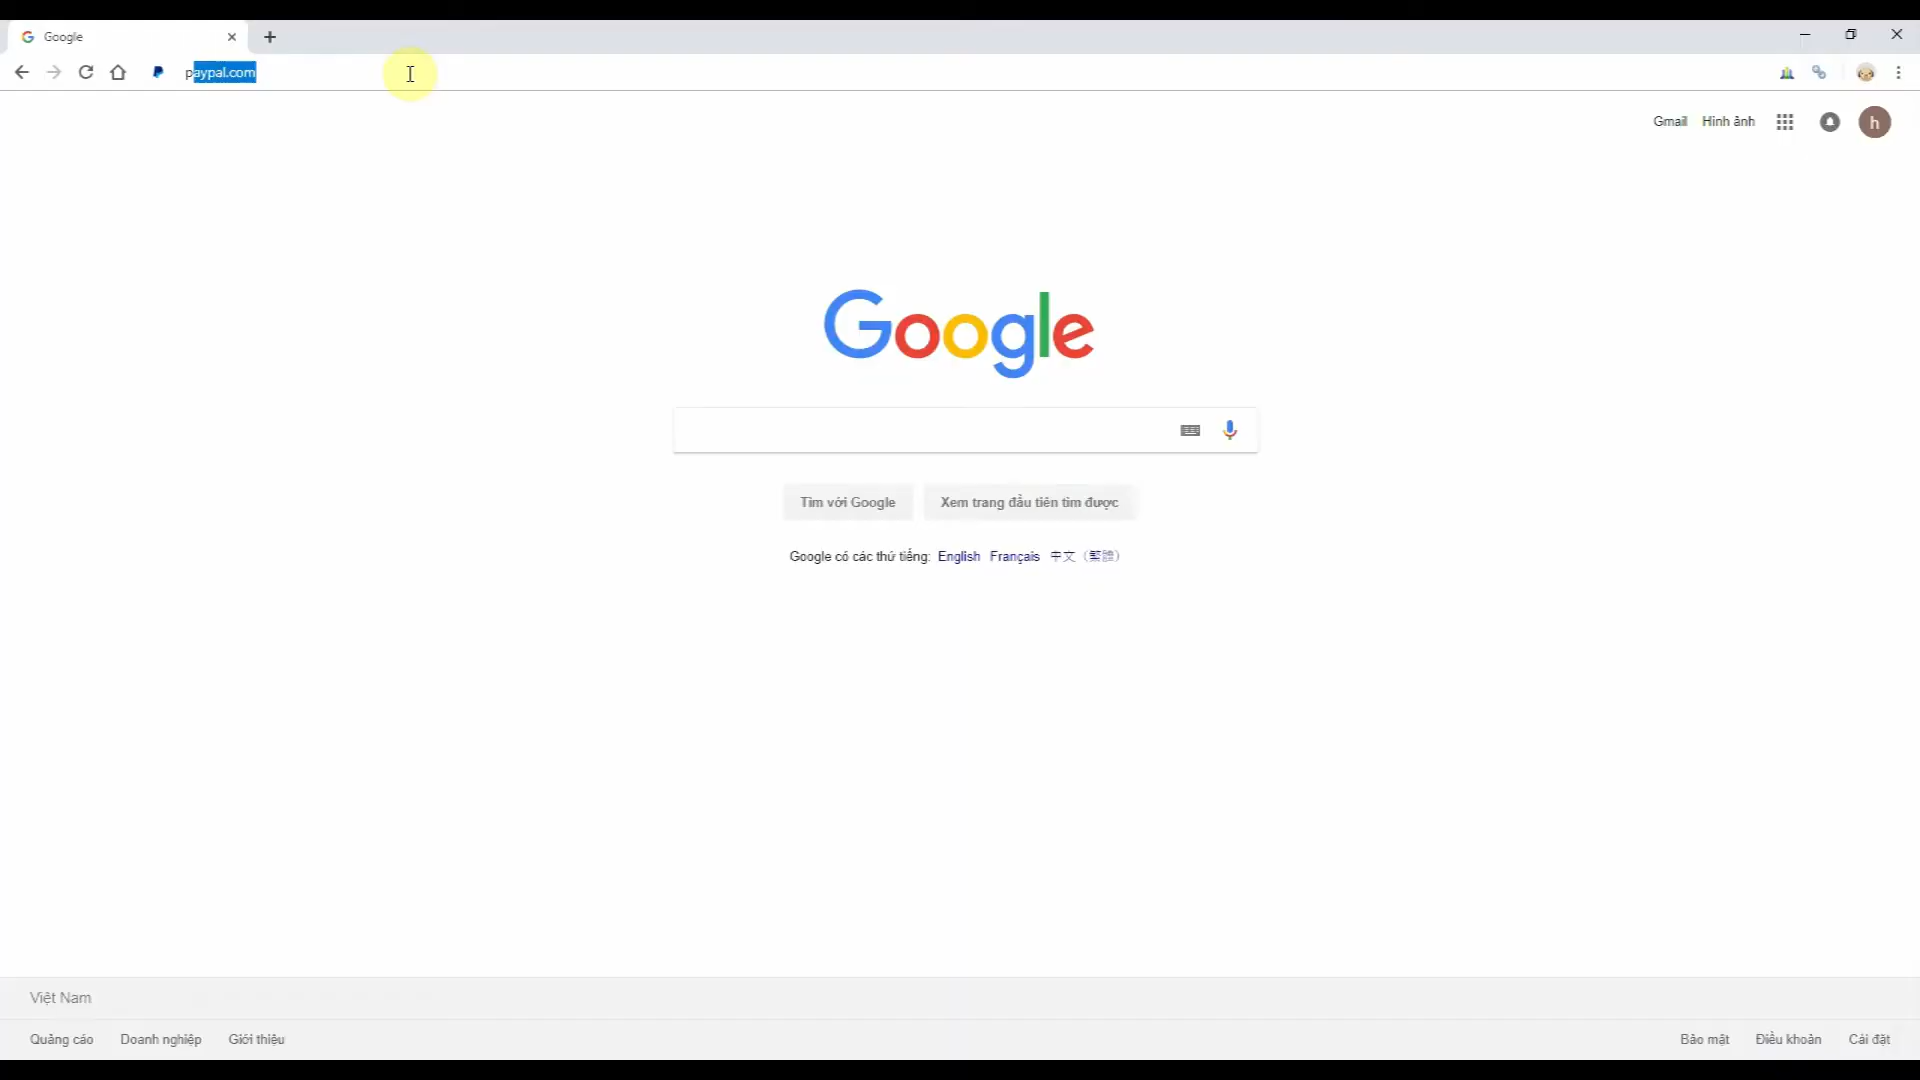 Google
paypal.com
Gmail Hình ảnh
h
Google
Tìm với Google Xem trang đầu tiên tìm được
Google có các thứ tiếng: English Français 中文（繁體）
Việt Nam
Quảng cáo Doanh nghiệp Giới thiệu Bảo mật Điều khoản Cài đặt